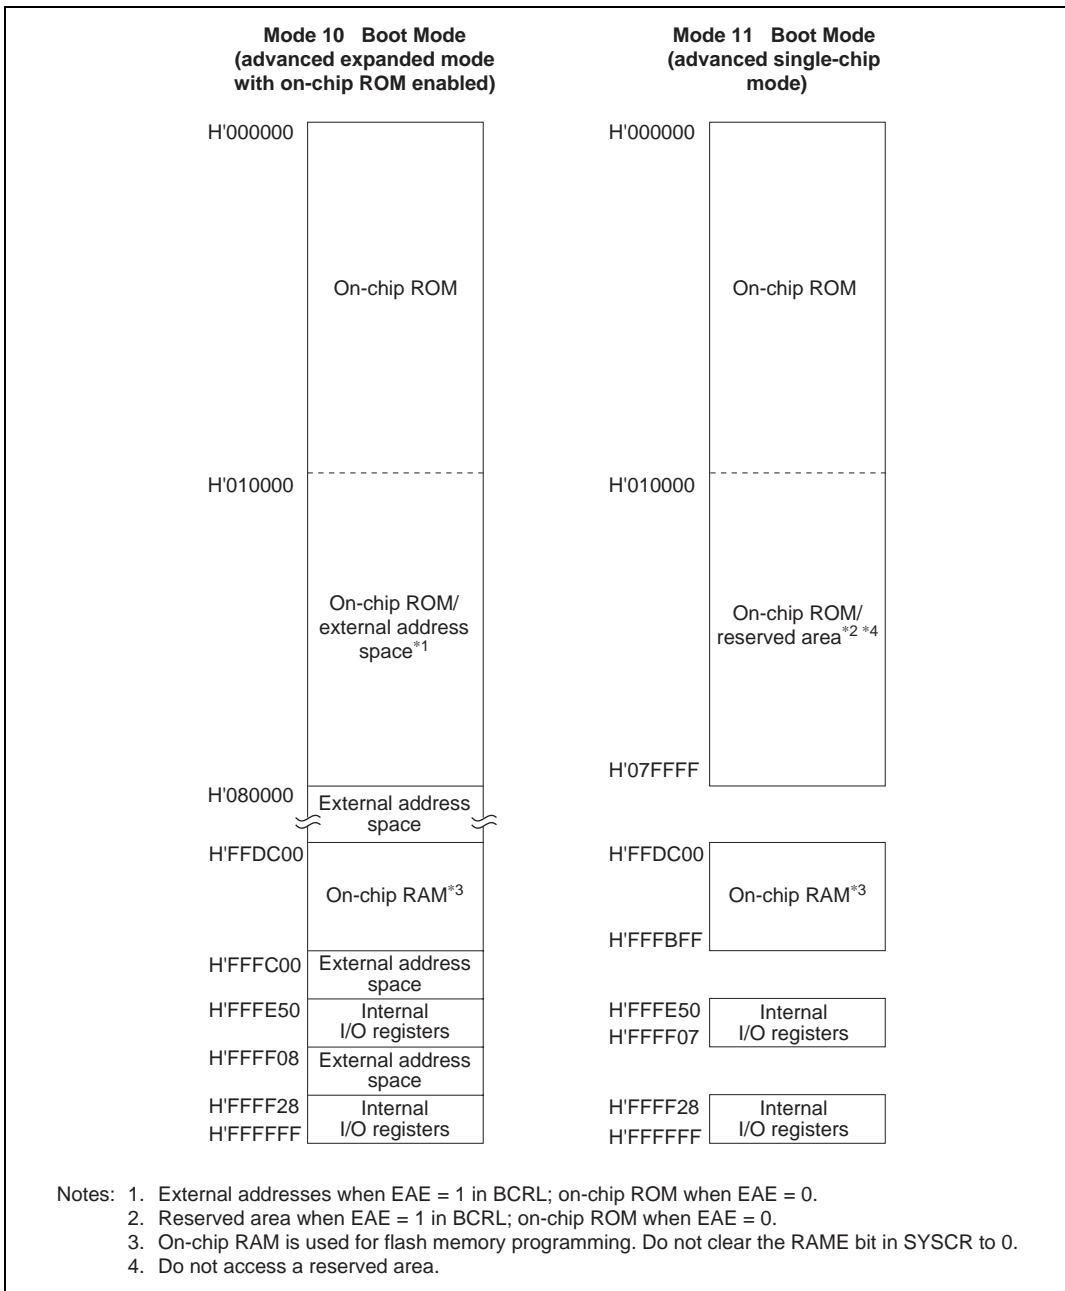 Mode 10 Boot Mode
(advanced expanded mode
with on-chip ROM enabled)
H'000000
On-chip ROM
H'010000
On-chip ROM/
external address
space*1
H'080000
External address
space
H'FFDC00
On-chip RAM*3
H'FFFC00
External address
space
H'FFFE50
Internal
I/O registers
H'FFFF08
External address
space
H'FFFF28
Internal
I/O registers
H'FFFFFF
Mode 11 Boot Mode
(advanced single-chip
mode)
H'000000
On-chip ROM
H'010000
On-chip ROM/
reserved area*2 *4
H'07FFFF
H'FFDC00
On-chip RAM*3
H'FFFBFF
H'FFFE50
Internal
I/O registers
H'FFFF07
H'FFFF28
Internal
I/O registers
H'FFFFFF
Notes: 1. External addresses when EAE = 1 in BCRL; on-chip ROM when EAE = 0.
2. Reserved area when EAE = 1 in BCRL; on-chip ROM when EAE = 0.
3. On-chip RAM is used for flash memory programming. Do not clear the RAME bit in SYSCR to 0.
4. Do not access a reserved area.